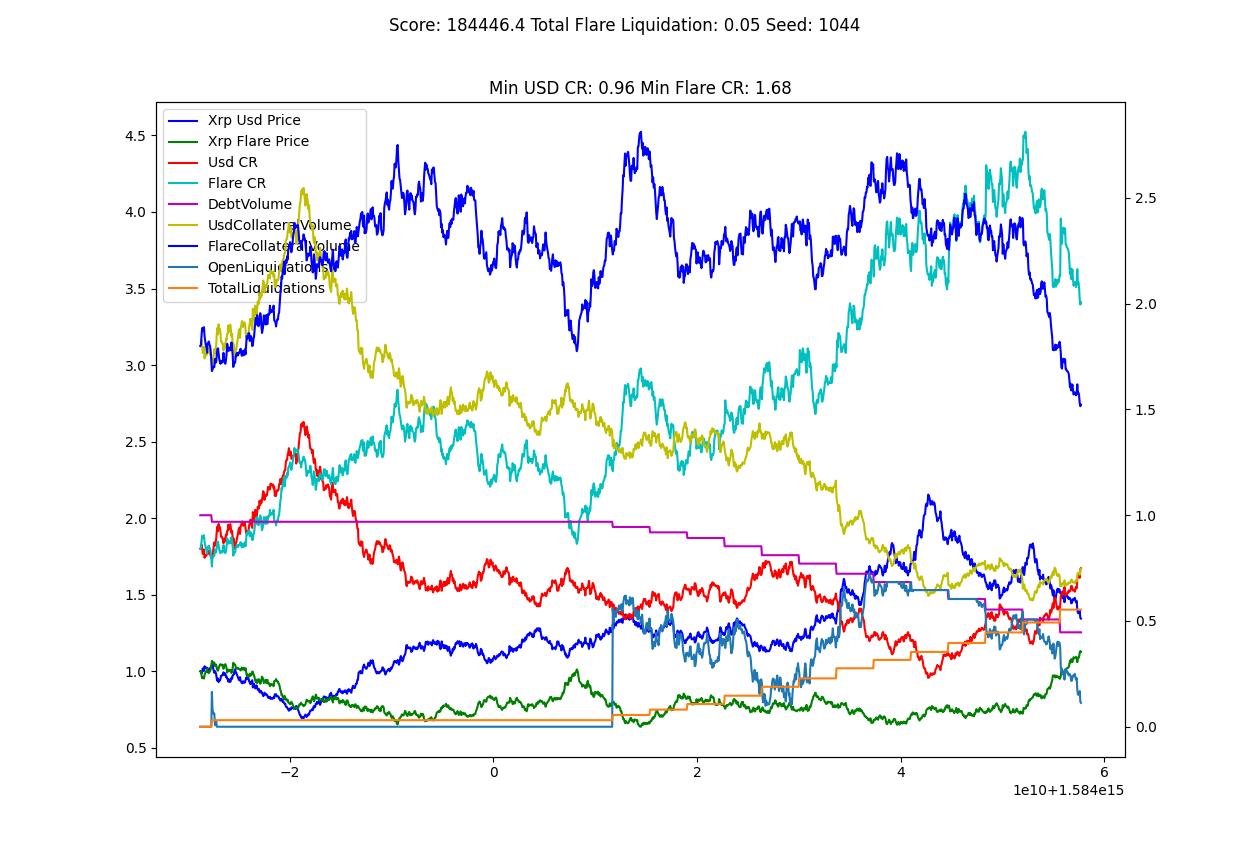 Score: 184446.4 Total Flare Liquidation: 0.05 Seed: 1044
Min USD CR: 0.96 Min Flare CR: 1.68
Xrp Usd Price
Xrp Flare Price
Usd CR
Flare CR
DebtVolume
UsdCollateralVolume
FlareCollateralVolume
OpenLiquidations
TotalLiquidations
4.5
4.0
3.5
3.0
2.5
2.0
1.5
1.0
0.5
2.5
2.0
1.5
1.0
0.5
0.0
−2 0 2 4 6
1e10+1.584e15